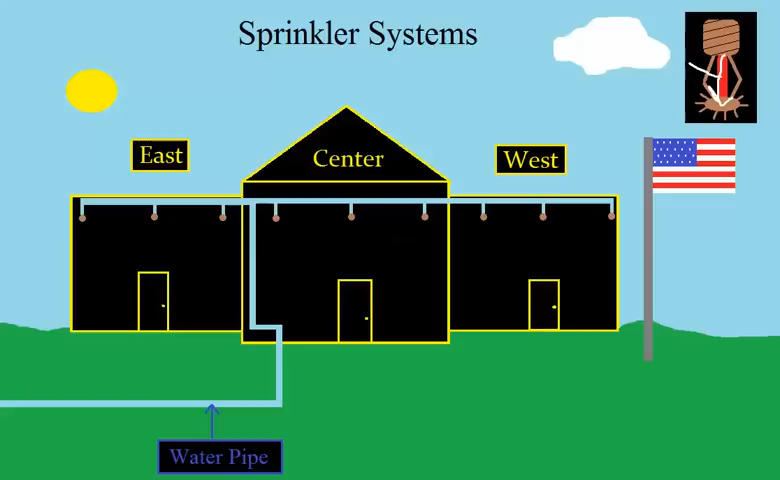 Sprinkler Systems
East
Center
West
Water Pipe